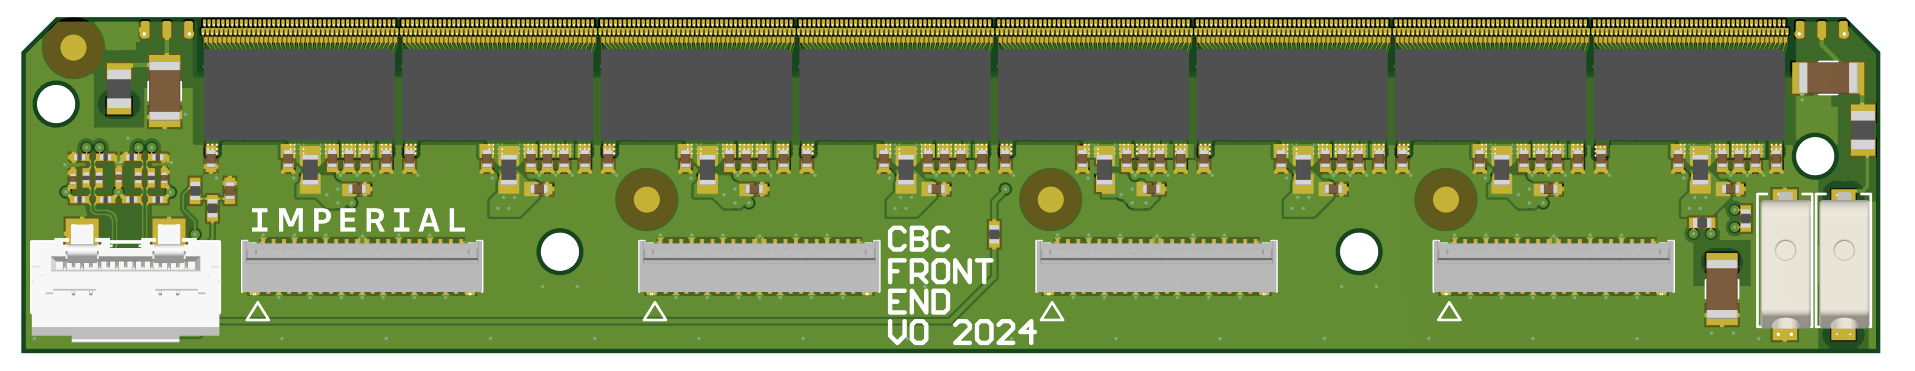 IMPERIAL
CBC
FRONT
END
V0 2024